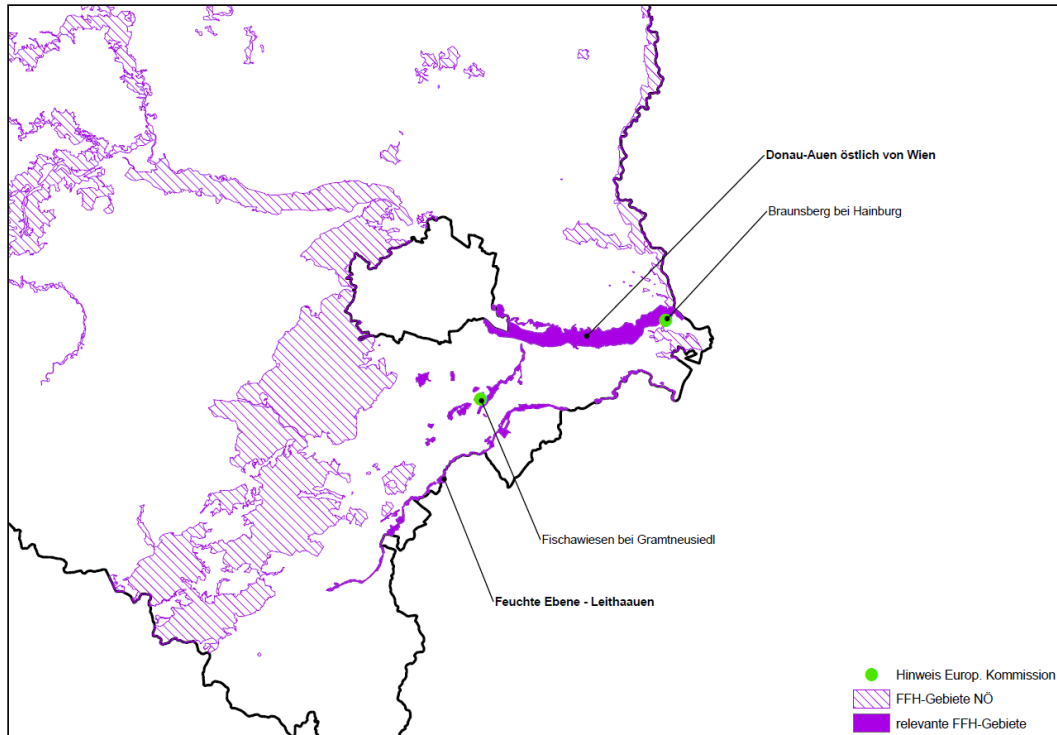 Donau-Auen östlich von Wien
Braunsberg bei Hainburg
Fischawiesen bei Gramtneusiedl
Feuchte Ebene - Leithaauen
Hinweis Europ. Kommission
FFH-Gebiete NÖ
relevante FFH-Gebiete